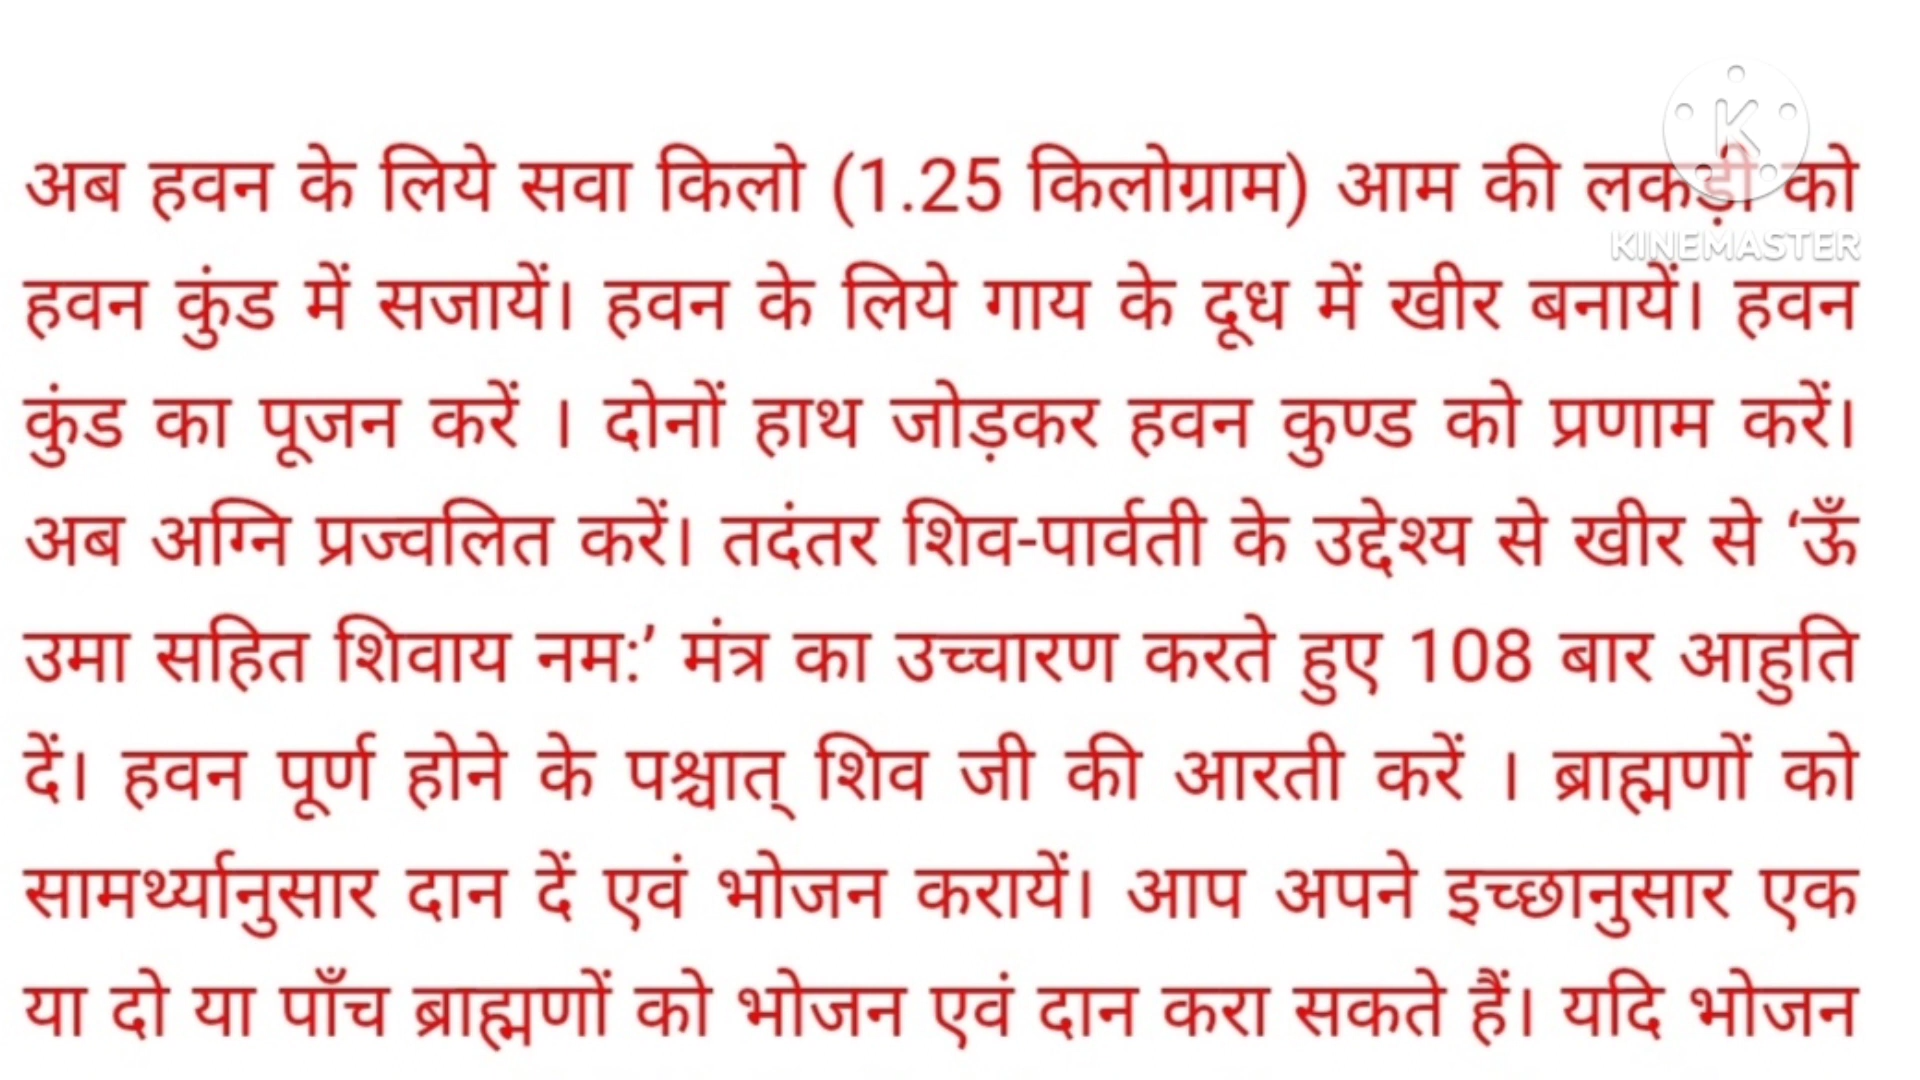 अब हवन के लिये सवा किलो (1.25 किलोग्राम) आम की लकड़ी को
KINEMASTER
हवन कुंड में सजायें। हवन के लिये गाय के दूध में खीर बनायें। हवन
कुंड का पूजन करें । दोनों हाथ जोड़कर हवन कुण्ड को प्रणाम करें।
अब अग्नि प्रज्वलित करें। तदंतर शिव-पार्वती के उद्देश्य से खीर से ‘ऊँ
उमा सहित शिवाय नम:’ मंत्र का उच्चारण करते हुए 108 बार आहुति
दें। हवन पूर्ण होने के पश्चात् शिव जी की आरती करें । ब्राह्मणों को
सामर्थ्यानुसार दान दें एवं भोजन करायें। आप अपने इच्छानुसार एक
या दो या पाँच ब्राह्मणों को भोजन एवं दान करा सकते हैं। यदि भोजन